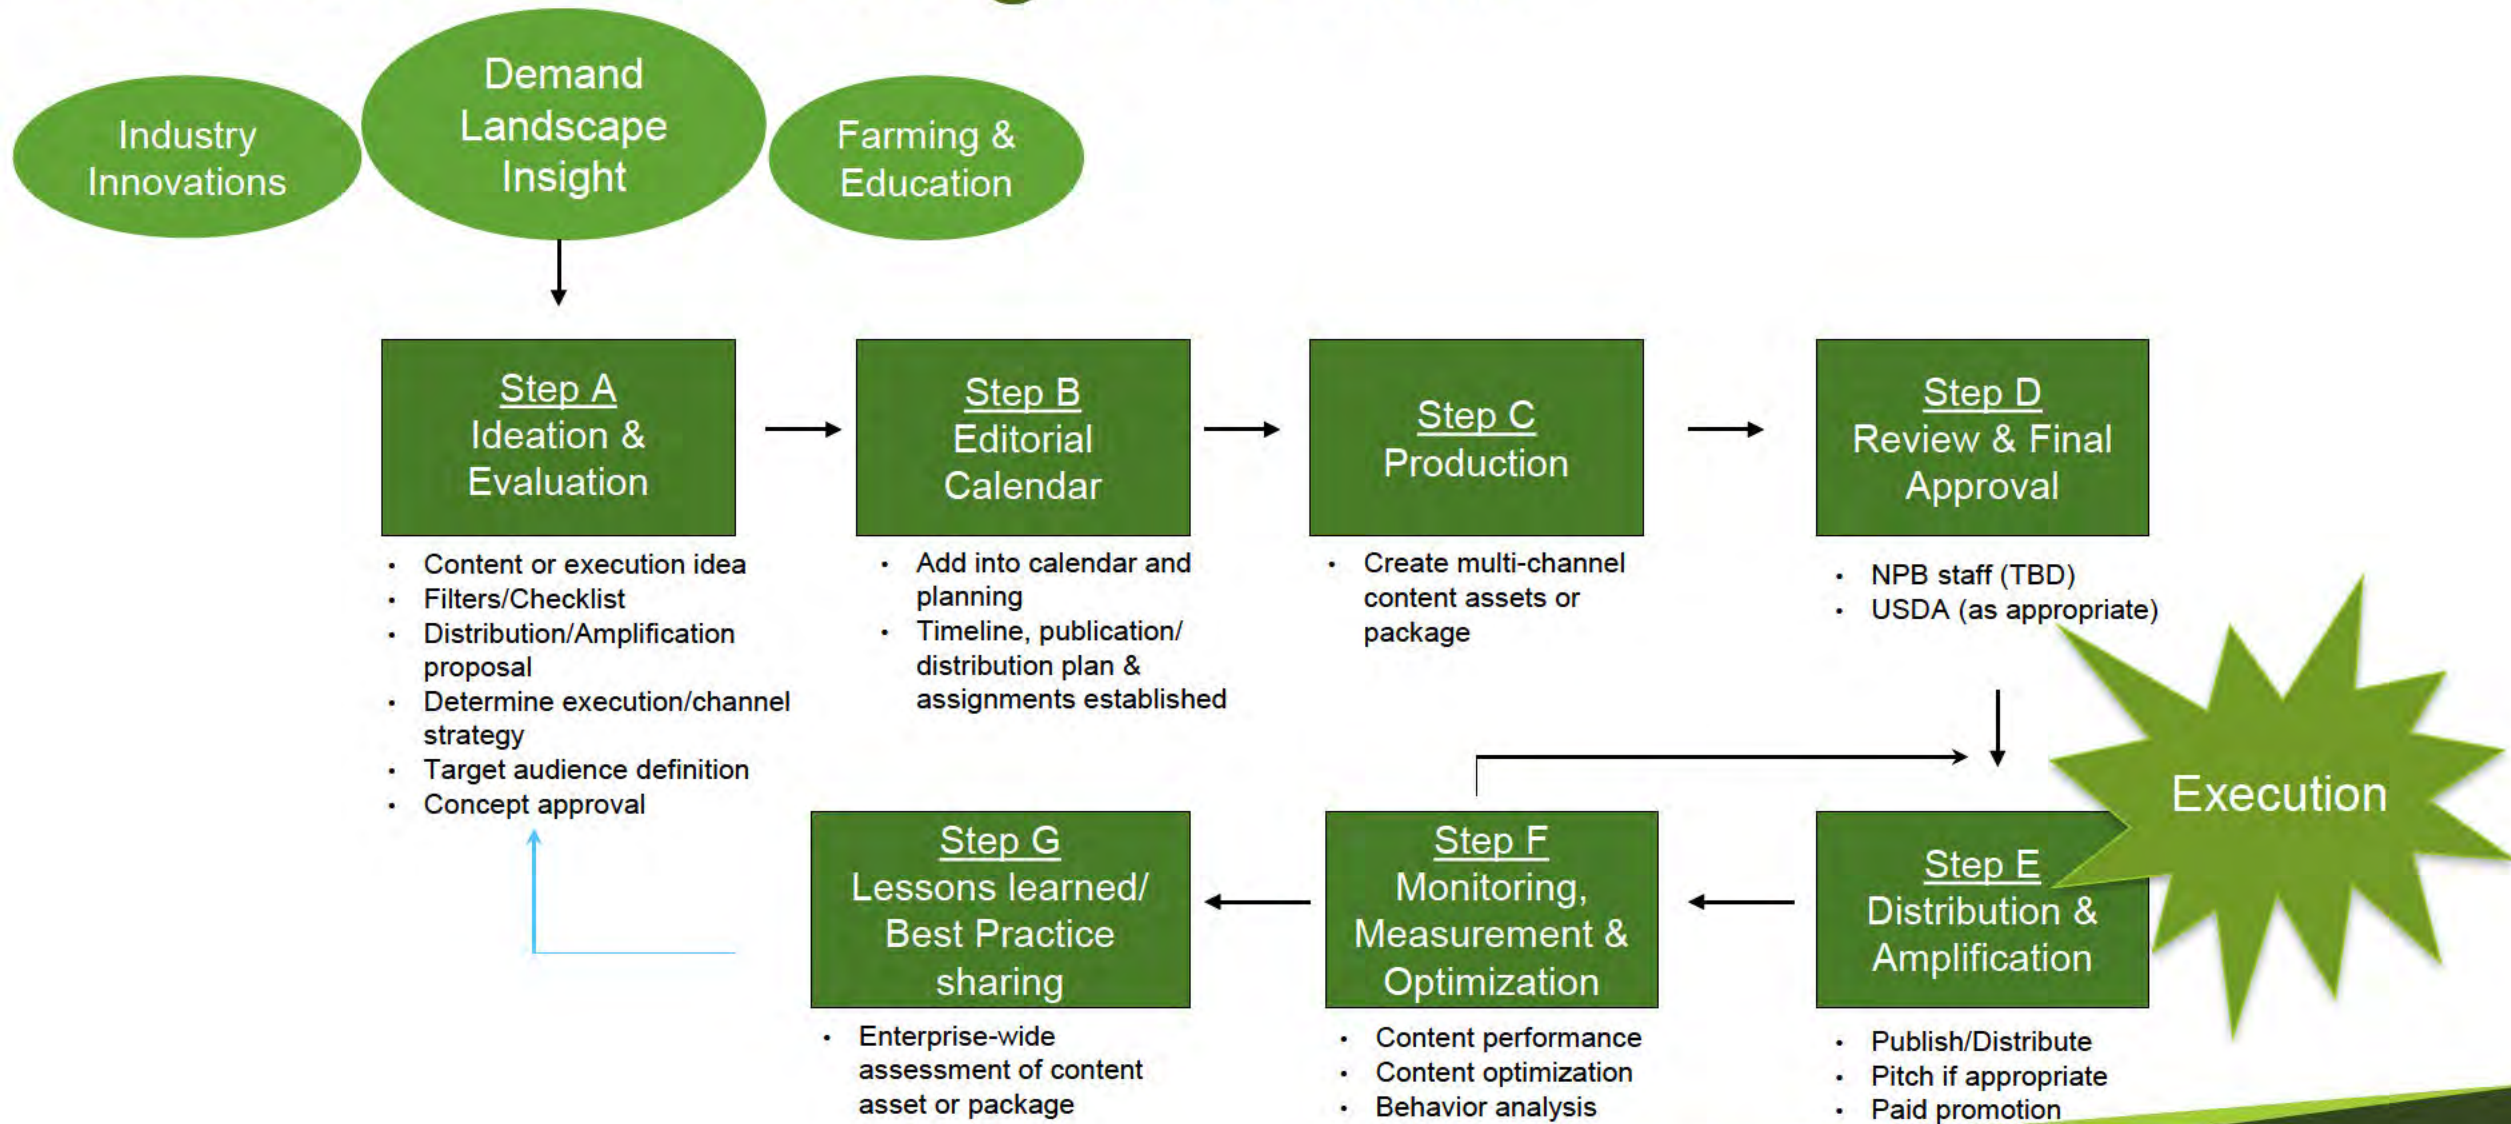 Industry
Innovations
Demand
Landscape
Insight
Farming &
Education
Step A
Ideation &
Evaluation
• Content or execution idea
• Filters/Checklist
• Distribution/Amplification
proposal
• Determine execution/channel
strategy
• Target audience definition
• Concept approval
Step B
Editorial
Calendar
• Add into calendar and
planning
• Timeline, publication/
distribution plan &
assignments established
Step C
Production
• Create multi-channel
content assets or
package
Step D
Review & Final
Approval
• NPB staff (TBD)
• USDA (as appropriate)
Execution
Step E
Distribution &
Amplification
• Publish/Distribute
• Pitch if appropriate
• Paid promotion
Step F
Monitoring,
Measurement &
Optimization
• Content performance
• Content optimization
• Behavior analysis
Step G
Lessons learned/
Best Practice
sharing
• Enterprise-wide
assessment of content
asset or package